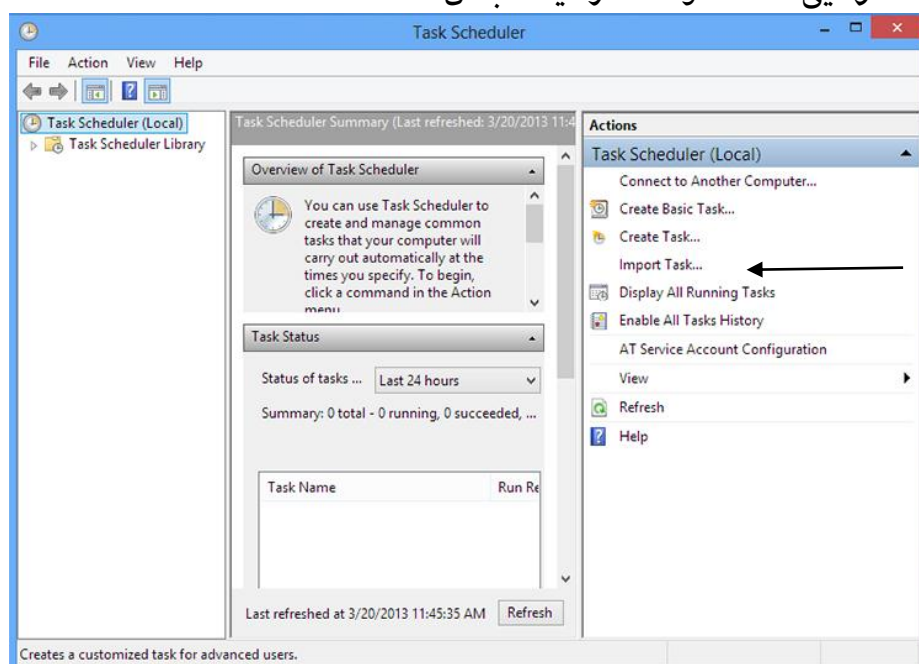 Task Scheduler
File Action View Help
Task Scheduler (Local)
Task Scheduler Library
Task Scheduler Summary (Last refreshed: 3/20/2013 11:4
Overview of Task Scheduler
You can use Task Scheduler to
create and manage common
tasks that your computer will
carry out automatically at the
times you specify. To begin,
click a command in the Action
menu
Task Status
Status of tasks ... Last 24 hours
Summary: 0 total - 0 running, 0 succeeded, ...
Task Name Run Re
Last refreshed at 3/20/2013 11:45:35 AM Refresh
Actions
Task Scheduler (Local)
Connect to Another Computer...
Create Basic Task...
Create Task...
Import Task...
Display All Running Tasks
Enable All Tasks History
AT Service Account Configuration
View
Refresh
Help
Creates a customized task for advanced users.